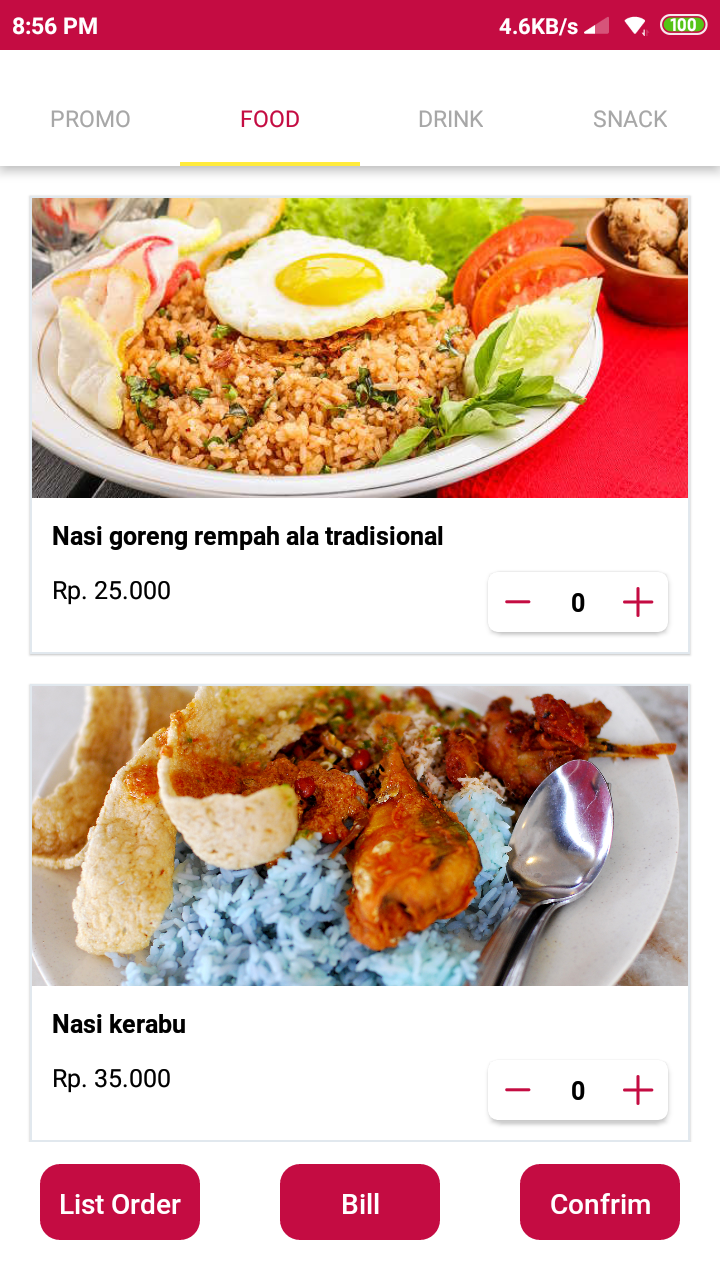 8:56 PM 4.6KB/s 100
PROMO FOOD DRINK SNACK
Nasi goreng rempah ala tradisional
Rp. 25.000
0
Nasi kerabu
Rp. 35.000
0
List Order Bill Confrim